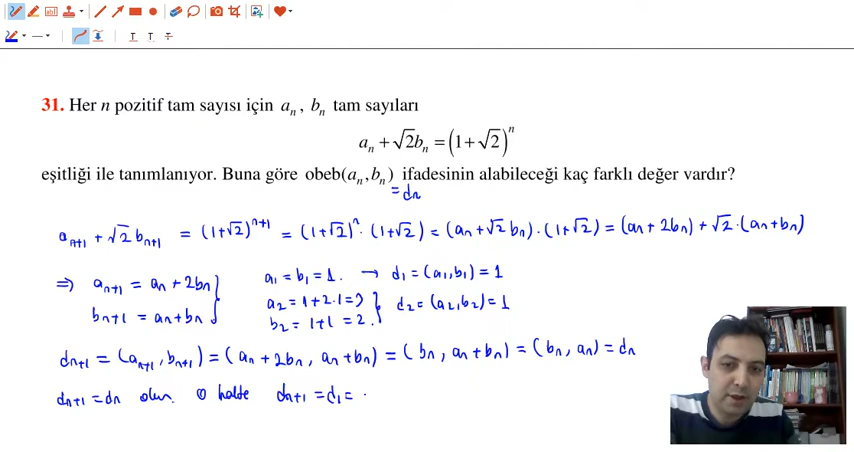 31. Her n pozitif tam sayısı için aₙ , bₙ tam sayıları
aₙ + √2bₙ = (1+√2)ⁿ
eşitliği ile tanımlanıyor. Buna göre obeb(aₙ,bₙ) ifadesinin alabileceği kaç farklı değer vardır?
= dₙ
aₙ₊₁ + √2 bₙ₊₁ = (1+√2)ⁿ⁺¹ = (1+√2)ⁿ · (1+√2) = (aₙ+√2 bₙ) · (1+√2) = (aₙ + 2bₙ) + √2 · (aₙ+bₙ)
⇒ aₙ₊₁ = aₙ + 2bₙ } a₁ = b₁ = 1. → d₁ = (a₁,b₁) = 1
a₂ = 1+2·1 = 3 } d₂ = (a₂,b₂) = 1
bₙ₊₁ = aₙ + bₙ
b₂ = 1+1 = 2.
dₙ₊₁ = (aₙ₊₁, bₙ₊₁) = (aₙ + 2bₙ, aₙ+bₙ) = (bₙ, aₙ+bₙ) = (bₙ, aₙ) = dₙ
dₙ₊₁ = dₙ olur. O halde dₙ₊₁ = d₁ = .